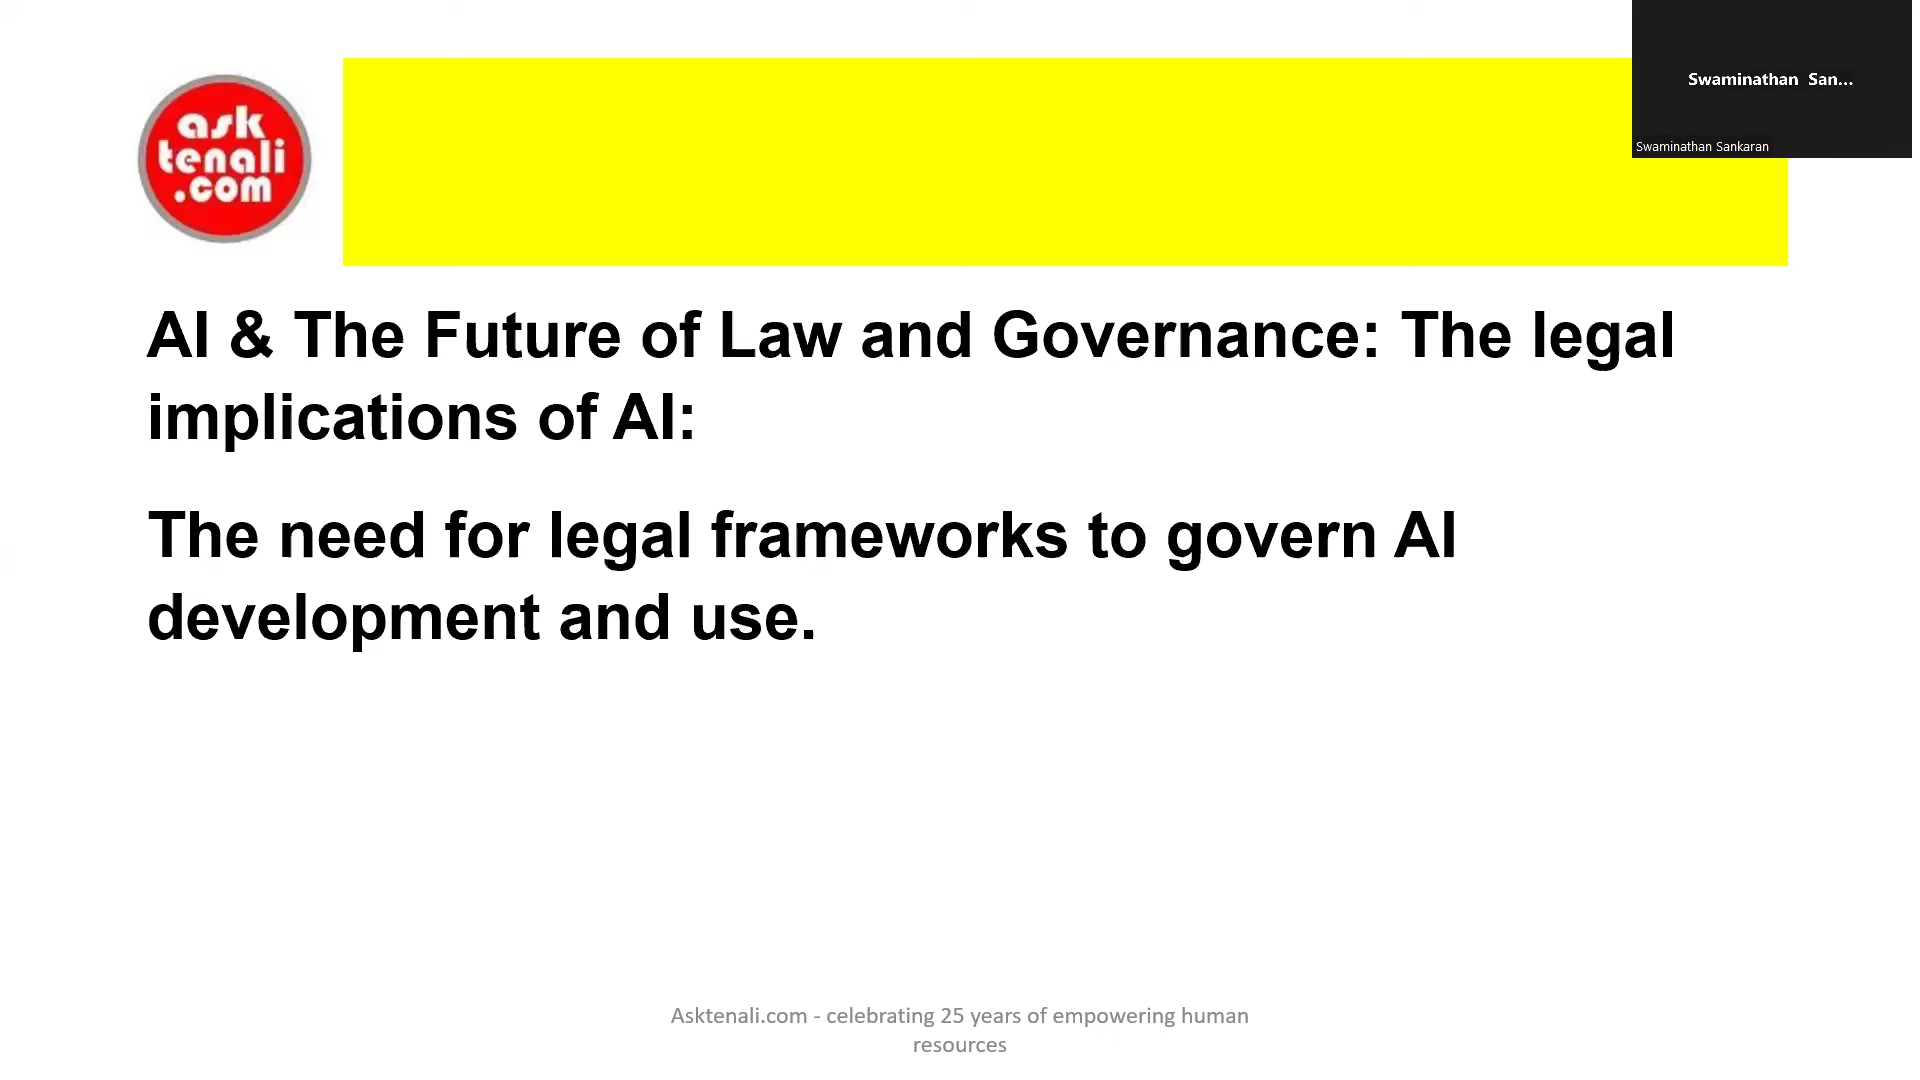 ask
tenali
.com
Swaminathan San...
Swaminathan Sankaran
AI & The Future of Law and Governance: The legal
implications of AI:
The need for legal frameworks to govern AI
development and use.
Asktenali.com - celebrating 25 years of empowering human
resources